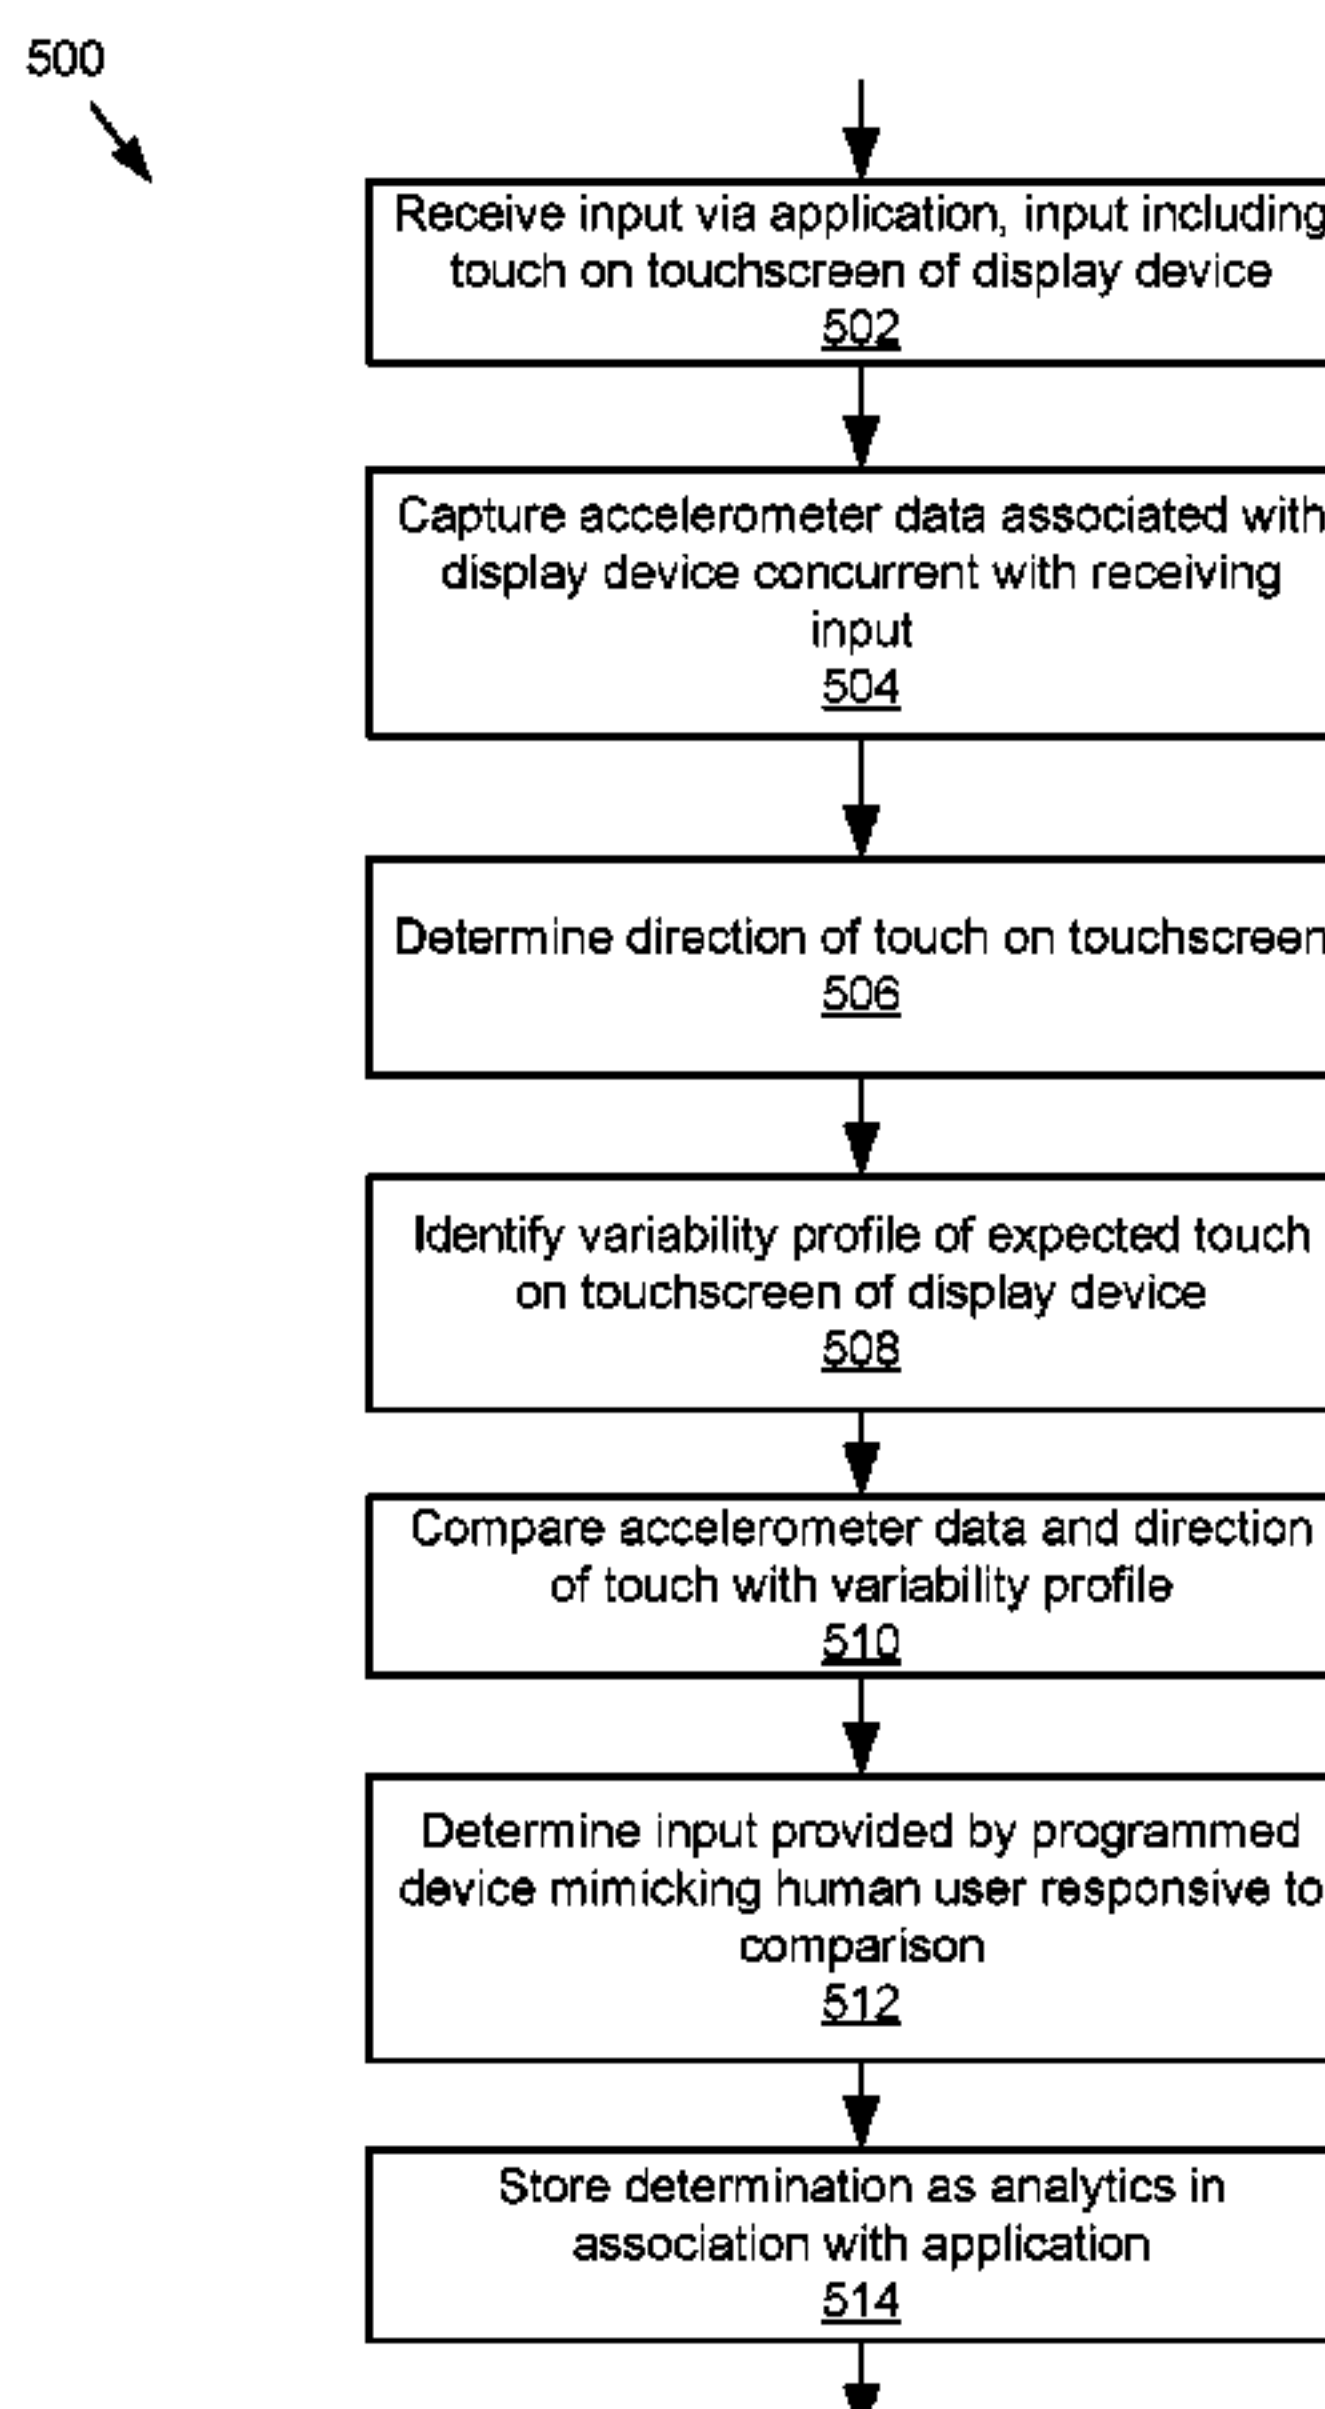 500
Receive input via application, input including
touch on touchscreen of display device
502
Capture accelerometer data associated with
display device concurrent with receiving
input
504
Determine direction of touch on touchscreen
506
Identify variability profile of expected touch
on touchscreen of display device
508
Compare accelerometer data and direction
of touch with variability profile
510
Determine input provided by programmed
device mimicking human user responsive to
comparison
512
Store determination as analytics in
association with application
514